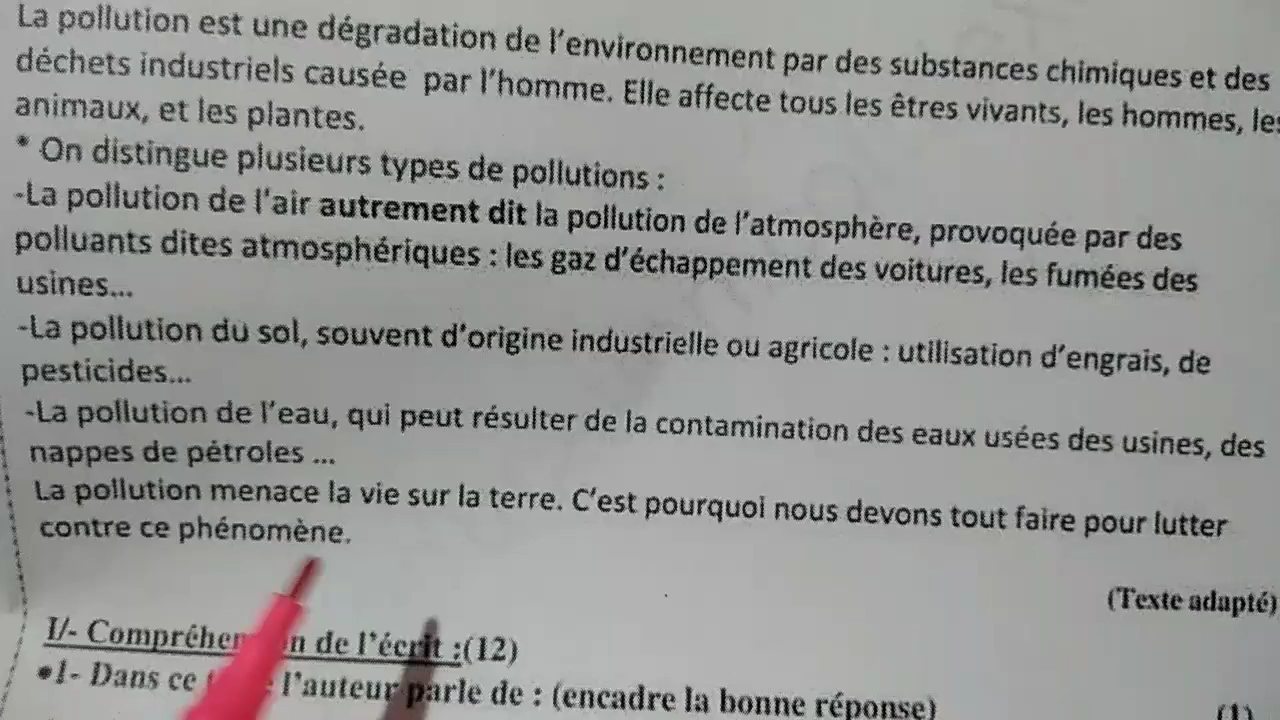 La pollution est une dégradation de l'environnement par des substances chimiques et des
déchets industriels causée par l'homme. Elle affecte tous les êtres vivants, les hommes, les
animaux, et les plantes.
* On distingue plusieurs types de pollutions :
-La pollution de l'air autrement dit la pollution de l'atmosphère, provoquée par des
polluants dites atmosphériques : les gaz d'échappement des voitures, les fumées des
usines...
-La pollution du sol, souvent d'origine industrielle ou agricole : utilisation d'engrais, de
pesticides...
-La pollution de l'eau, qui peut résulter de la contamination des eaux usées des usines, des
nappes de pétroles ...
La pollution menace la vie sur la terre. C'est pourquoi nous devons tout faire pour lutter
contre ce phénomène.
(Texte adapté)
I/- Compréhen n de l'écrit :(12)
•1- Dans ce l'auteur parle de : (encadre la bonne réponse) (1)